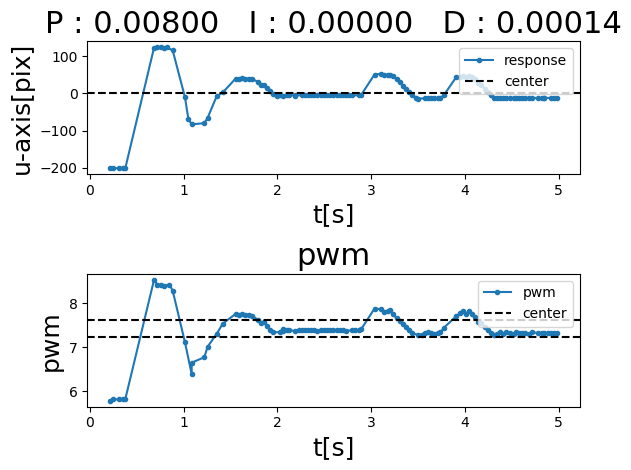 P : 0.00800   I : 0.00000   D : 0.00014
100
0
−100
−200
u-axis[pix]
response
center
0 1 2 3 4 5
t[s]
pwm
8
7
6
pwm
pwm
center
0 1 2 3 4 5
t[s]